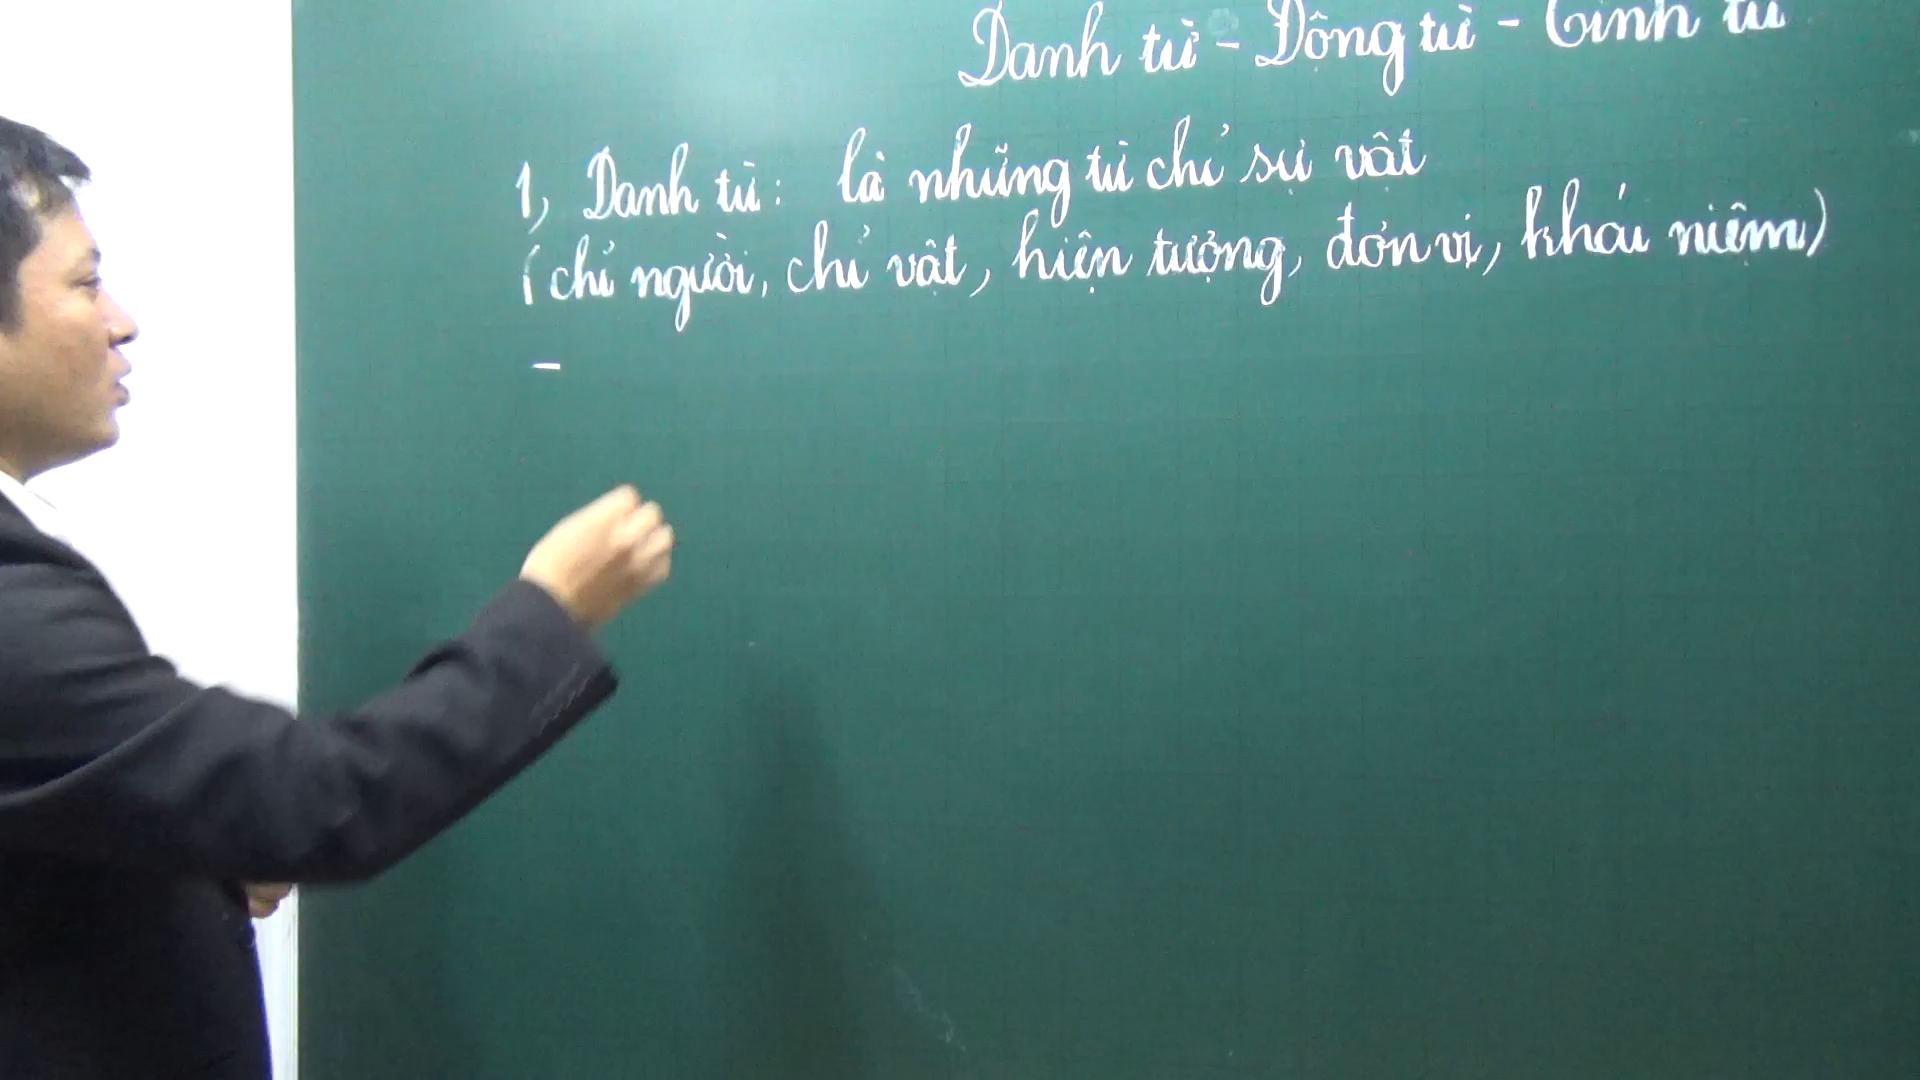 Danh từ - Động từ - Tính từ
1, Danh từ: là những từ chỉ sự vật
(chỉ người, chỉ vật, hiện tượng, đơn vị, khái niệm)
-